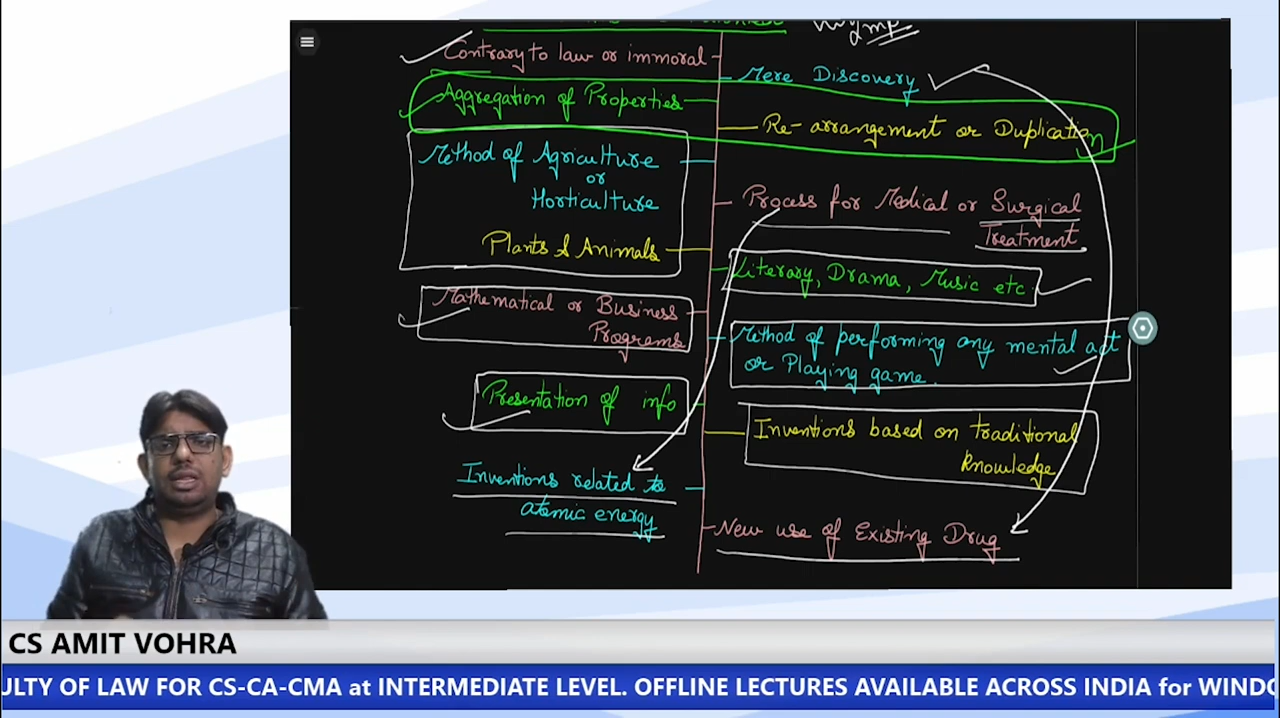 Contrary to law or immoral
Mere Discovery
Aggregation of Properties
Re-arrangement or Duplication
Method of Agriculture
or
Horticulture
Process for Medical or Surgical
Treatment
Plants & Animals
Literary, Drama, Music etc
Mathematical or Business
Programs
Method of performing any mental act
or Playing game.
Presentation of info
Inventions based on traditional
knowledge
Inventions related to
atomic energy
New use of Existing Drug
CS AMIT VOHRA
ULTY OF LAW FOR CS-CA-CMA at INTERMEDIATE LEVEL. OFFLINE LECTURES AVAILABLE ACROSS INDIA for WINDO